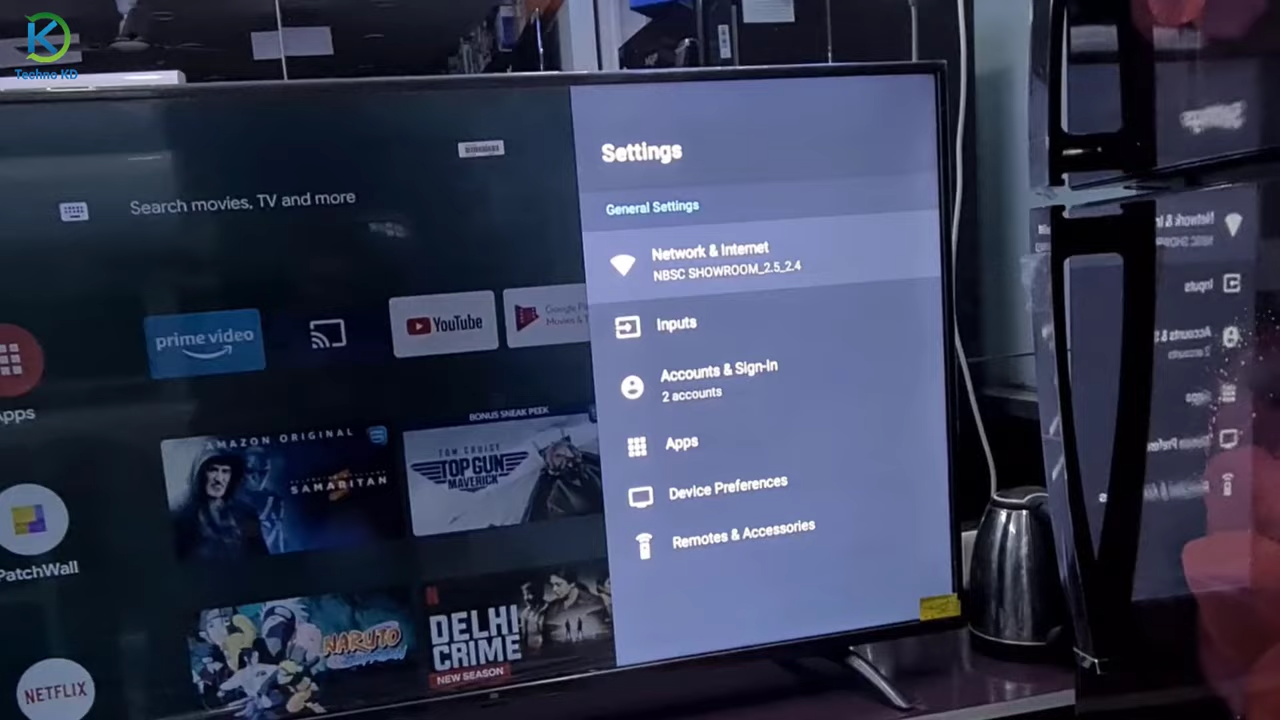 Techno KD
Search movies, TV and more
prime video
YouTube
Google
Movies &
Apps
AMAZON ORIGINAL
SAMARITAN
BONUS SNEAK PEEK
TOM CRUISE
TOP GUN
MAVERICK
PatchWall
NARUTO
DELHI
CRIME
NEW SEASON
NETFLIX
Settings
General Settings
Network & Internet
NBSC SHOWROOM_2.5_2.4
Inputs
Accounts & Sign-In
2 accounts
Apps
Device Preferences
Remotes & Accessories